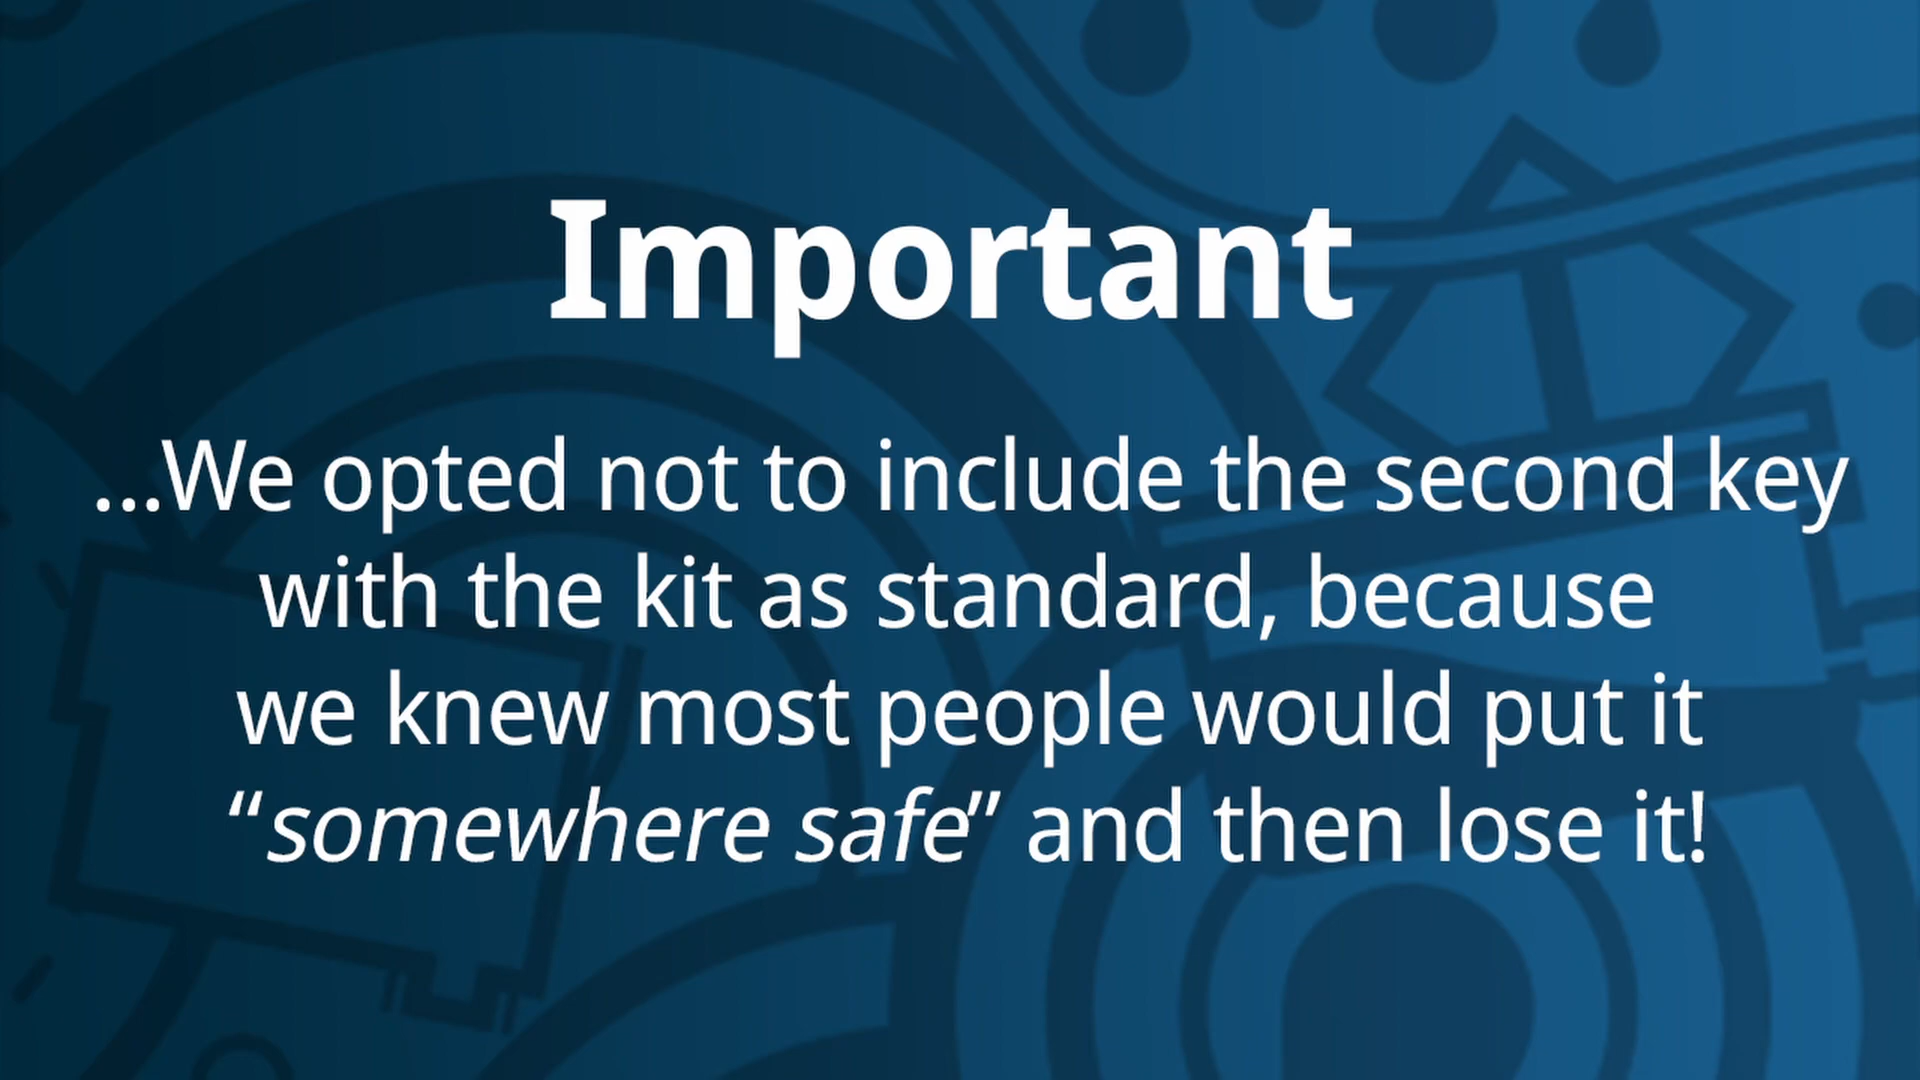 Important
...We opted not to include the second key
with the kit as standard, because
we knew most people would put it
“somewhere safe” and then lose it!